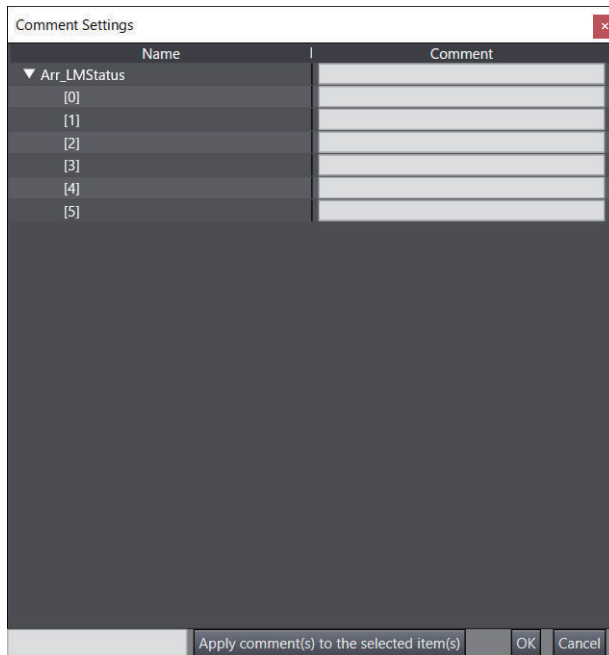 Comment Settings
Name Comment
▼ Arr_LMStatus
[0]
[1]
[2]
[3]
[4]
[5]
Apply comment(s) to the selected item(s) OK Cancel